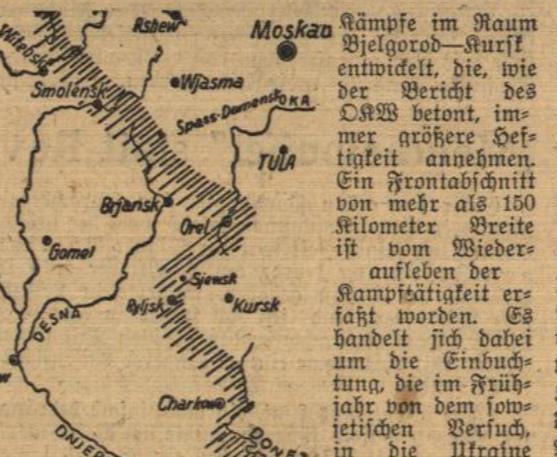 Rshew
Moskau
Witebsk
Wjasma
Smolensk
Spass-Demensk
OKA
TULA
Brjansk
Orel
Gomel
Sjewsk
Ryljsk
Kursk
DESNA
Charkow
DNJEPR
DONEZ
Kämpfe im Raum
Bjelgorod—Kursk
entwickelt, die, wie
der Bericht des
OKW betont, im-
mer größere Hef-
tigkeit annehmen.
Ein Frontabschnitt
von mehr als 150
Kilometer Breite
ist vom Wieder-
aufleben der
Kampftätigkeit er-
faßt worden. Es
handelt sich dabei
um die Einbuch-
tung, die im Früh-
jahr von dem sow-
jetischen Versuch,
in die Ukraine